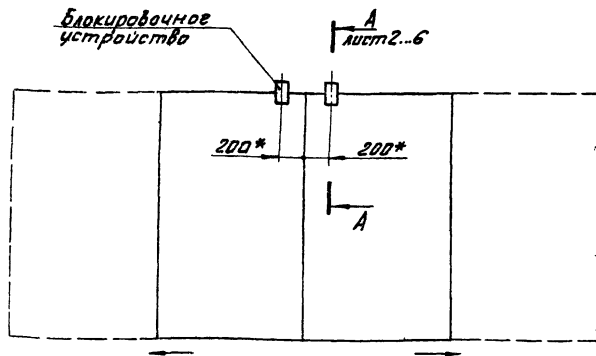 Блокировочное
устройство
А
лист 2...6
200*
200*
А